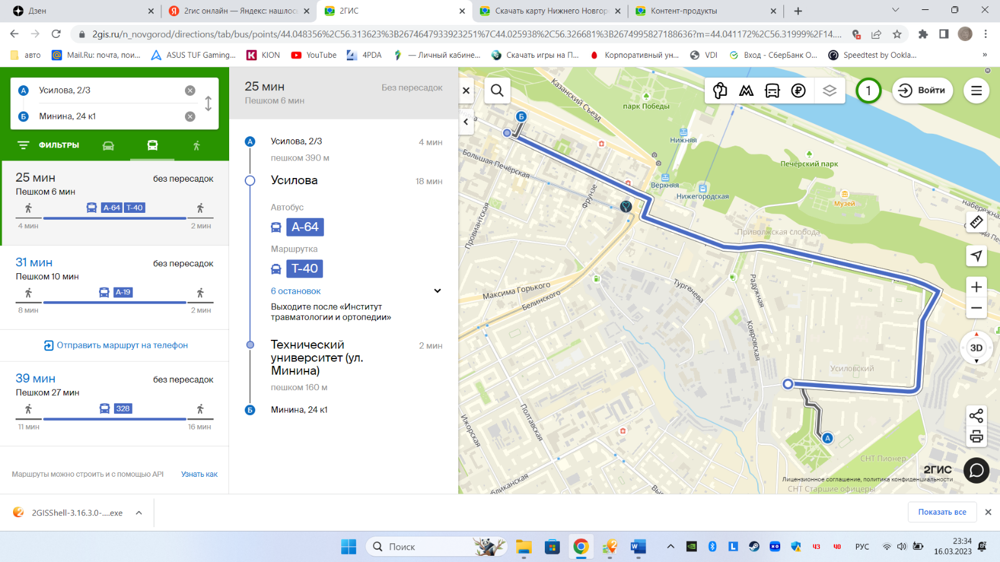 Дзен
2гис онлайн — Яндекс: нашлось
2ГИС
Скачать карту Нижнего Новгор
Контент-продукты
2gis.ru/n_novgorod/directions/tab/bus/points/44.048356%2C56.313623%3B2674647933923251%7C44.025938%2C56.326681%3B2674995827188636?m=44.041172%2C56.31999%2F14....
авто
Mail.Ru: почта, пои...
ASUS TUF Gaming...
KION
YouTube
4PDA
— Личный кабине...
Скачать игры на П...
Корпоративный ун...
VDI
Вход - СберБанк О...
Speedtest by Ookla...
»
А Усилова, 2/3
Б Минина, 24 к1
ФИЛЬТРЫ
25 мин без пересадок
Пешком 6 мин
А-64 Т-40
4 мин 2 мин
31 мин без пересадок
Пешком 10 мин
А-19
8 мин 2 мин
Отправить маршрут на телефон
39 мин без пересадок
Пешком 27 мин
328
11 мин 16 мин
Маршруты можно строить и с помощью API Узнать как
25 мин Без пересадок
Пешком 6 мин
А Усилова, 2/3 4 мин
пешком 390 м
Усилова 18 мин
Автобус
А-64
Маршрутка
Т-40
6 остановок
Выходите после «Институт
травматологии и ортопедии»
Технический 2 мин
университет (ул.
Минина)
пешком 160 м
Б Минина, 24 к1
1
Войти
Казанский Съезд
парк Победы
Б
Нижняя
Большая Печёрская
Печёрский парк
Верхняя
Нижегородская
Фрунзе
Музей
набережная
Провиантская
Приволжская слобода
Максима Горького
Белинского
Тургенева
Радужная
Ковровская
3D
Усиловский
Полтавская
Ижорская
А
СНТ Пионер
2ГИС
Лицензионное соглашение, политика конфиденциальности
СНТ Старшие офицеры
2GISShell-3.16.3.0-....exe
Показать все
Поиск
РУС
23:34
16.03.2023